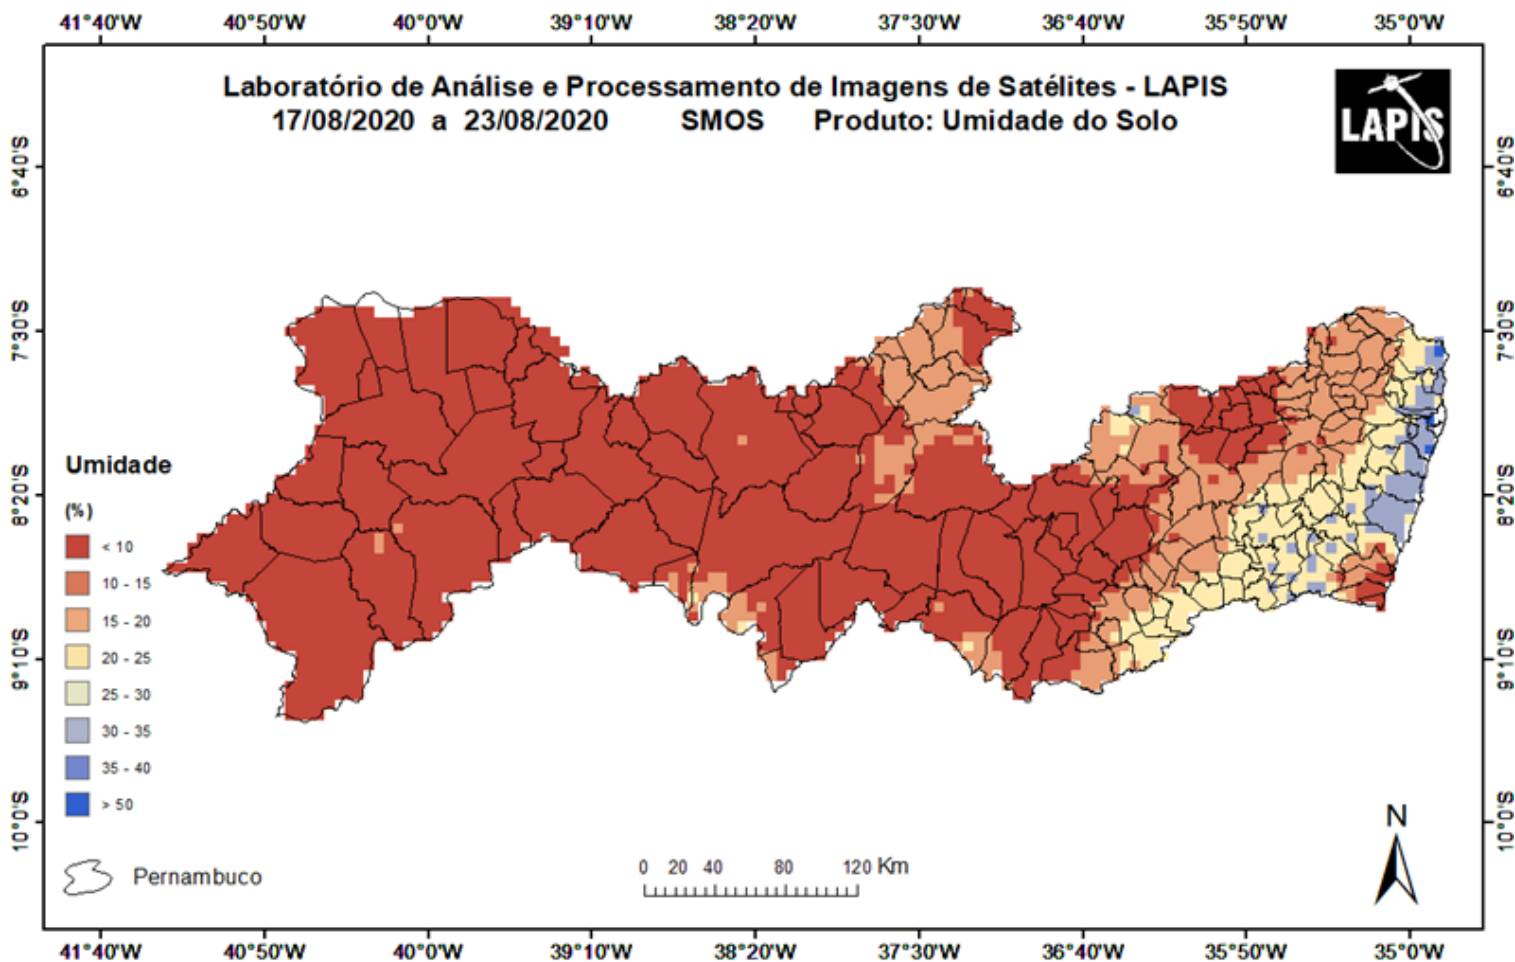 41°40'W 40°50'W 40°0'W 39°10'W 38°20'W 37°30'W 36°40'W 35°50'W 35°0'W
Laboratório de Análise e Processamento de Imagens de Satélites - LAPIS
17/08/2020 a 23/08/2020 SMOS Produto: Umidade do Solo
LAPIS
6°40'S 6°40'S
7°30'S 7°30'S
8°20'S 8°20'S
9°10'S 9°10'S
10°0'S 10°0'S
Umidade
(%)
< 10
10 - 15
15 - 20
20 - 25
25 - 30
30 - 35
35 - 40
> 50
Pernambuco
0 20 40 80 120 Km
N
41°40'W 40°50'W 40°0'W 39°10'W 38°20'W 37°30'W 36°40'W 35°50'W 35°0'W